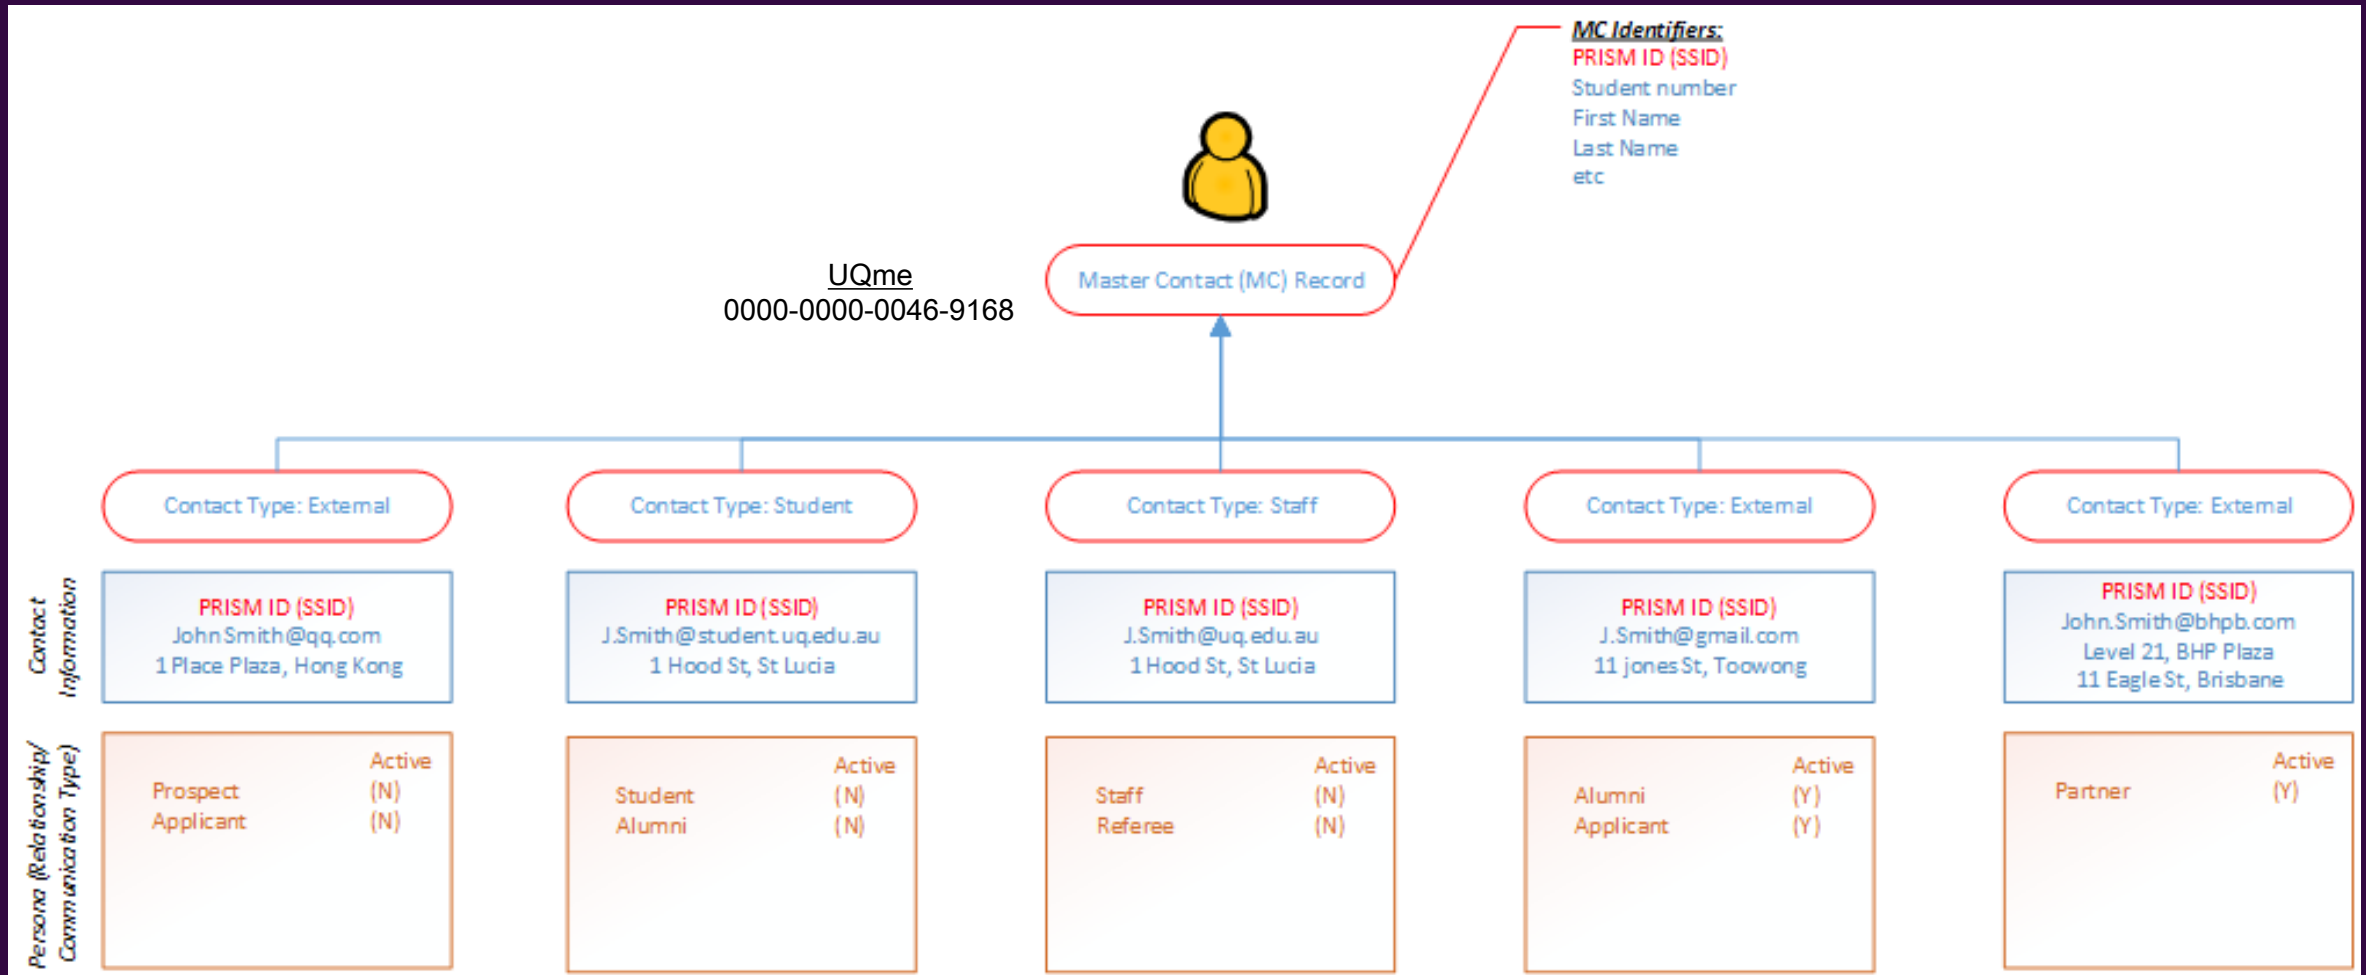 MC Identifiers:
PRISM ID (SSID)
Student number
First Name
Last Name
etc
UQme
0000-0000-0046-9168
Master Contact (MC) Record
Contact Type: External
Contact Type: Student
Contact Type: Staff
Contact Type: External
Contact Type: External
Contact
Information
PRISM ID (SSID)
John Smith@qq.com
1 Place Plaza, Hong Kong
PRISM ID (SSID)
J.Smith@student.uq.edu.au
1 Hood St, St Lucia
PRISM ID (SSID)
J.Smith@uq.edu.au
1 Hood St, St Lucia
PRISM ID (SSID)
J.Smith@gmail.com
11 jones St, Toowong
PRISM ID (SSID)
John.Smith@bhpb.com
Level 21, BHP Plaza
11 Eagle St, Brisbane
Persona (Relationship/
Communication Type)
Active
Prospect (N)
Applicant (N)
Active
Student (N)
Alumni (N)
Active
Staff (N)
Referee (N)
Active
Alumni (Y)
Applicant (Y)
Active
Partner (Y)